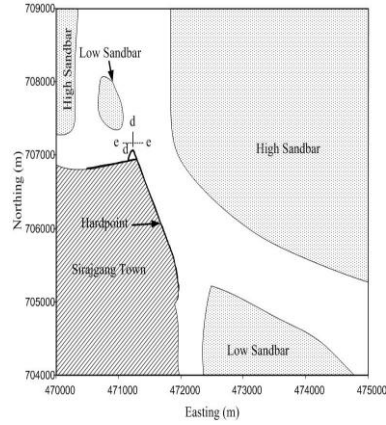 709000
708000
707000
706000
705000
704000
Northing (m)
High Sandbar
Low Sandbar
d
e e
d
High Sandbar
Hardpoint
Sirajgang Town
Low Sandbar
470000 471000 472000 473000 474000 475000
Easting (m)